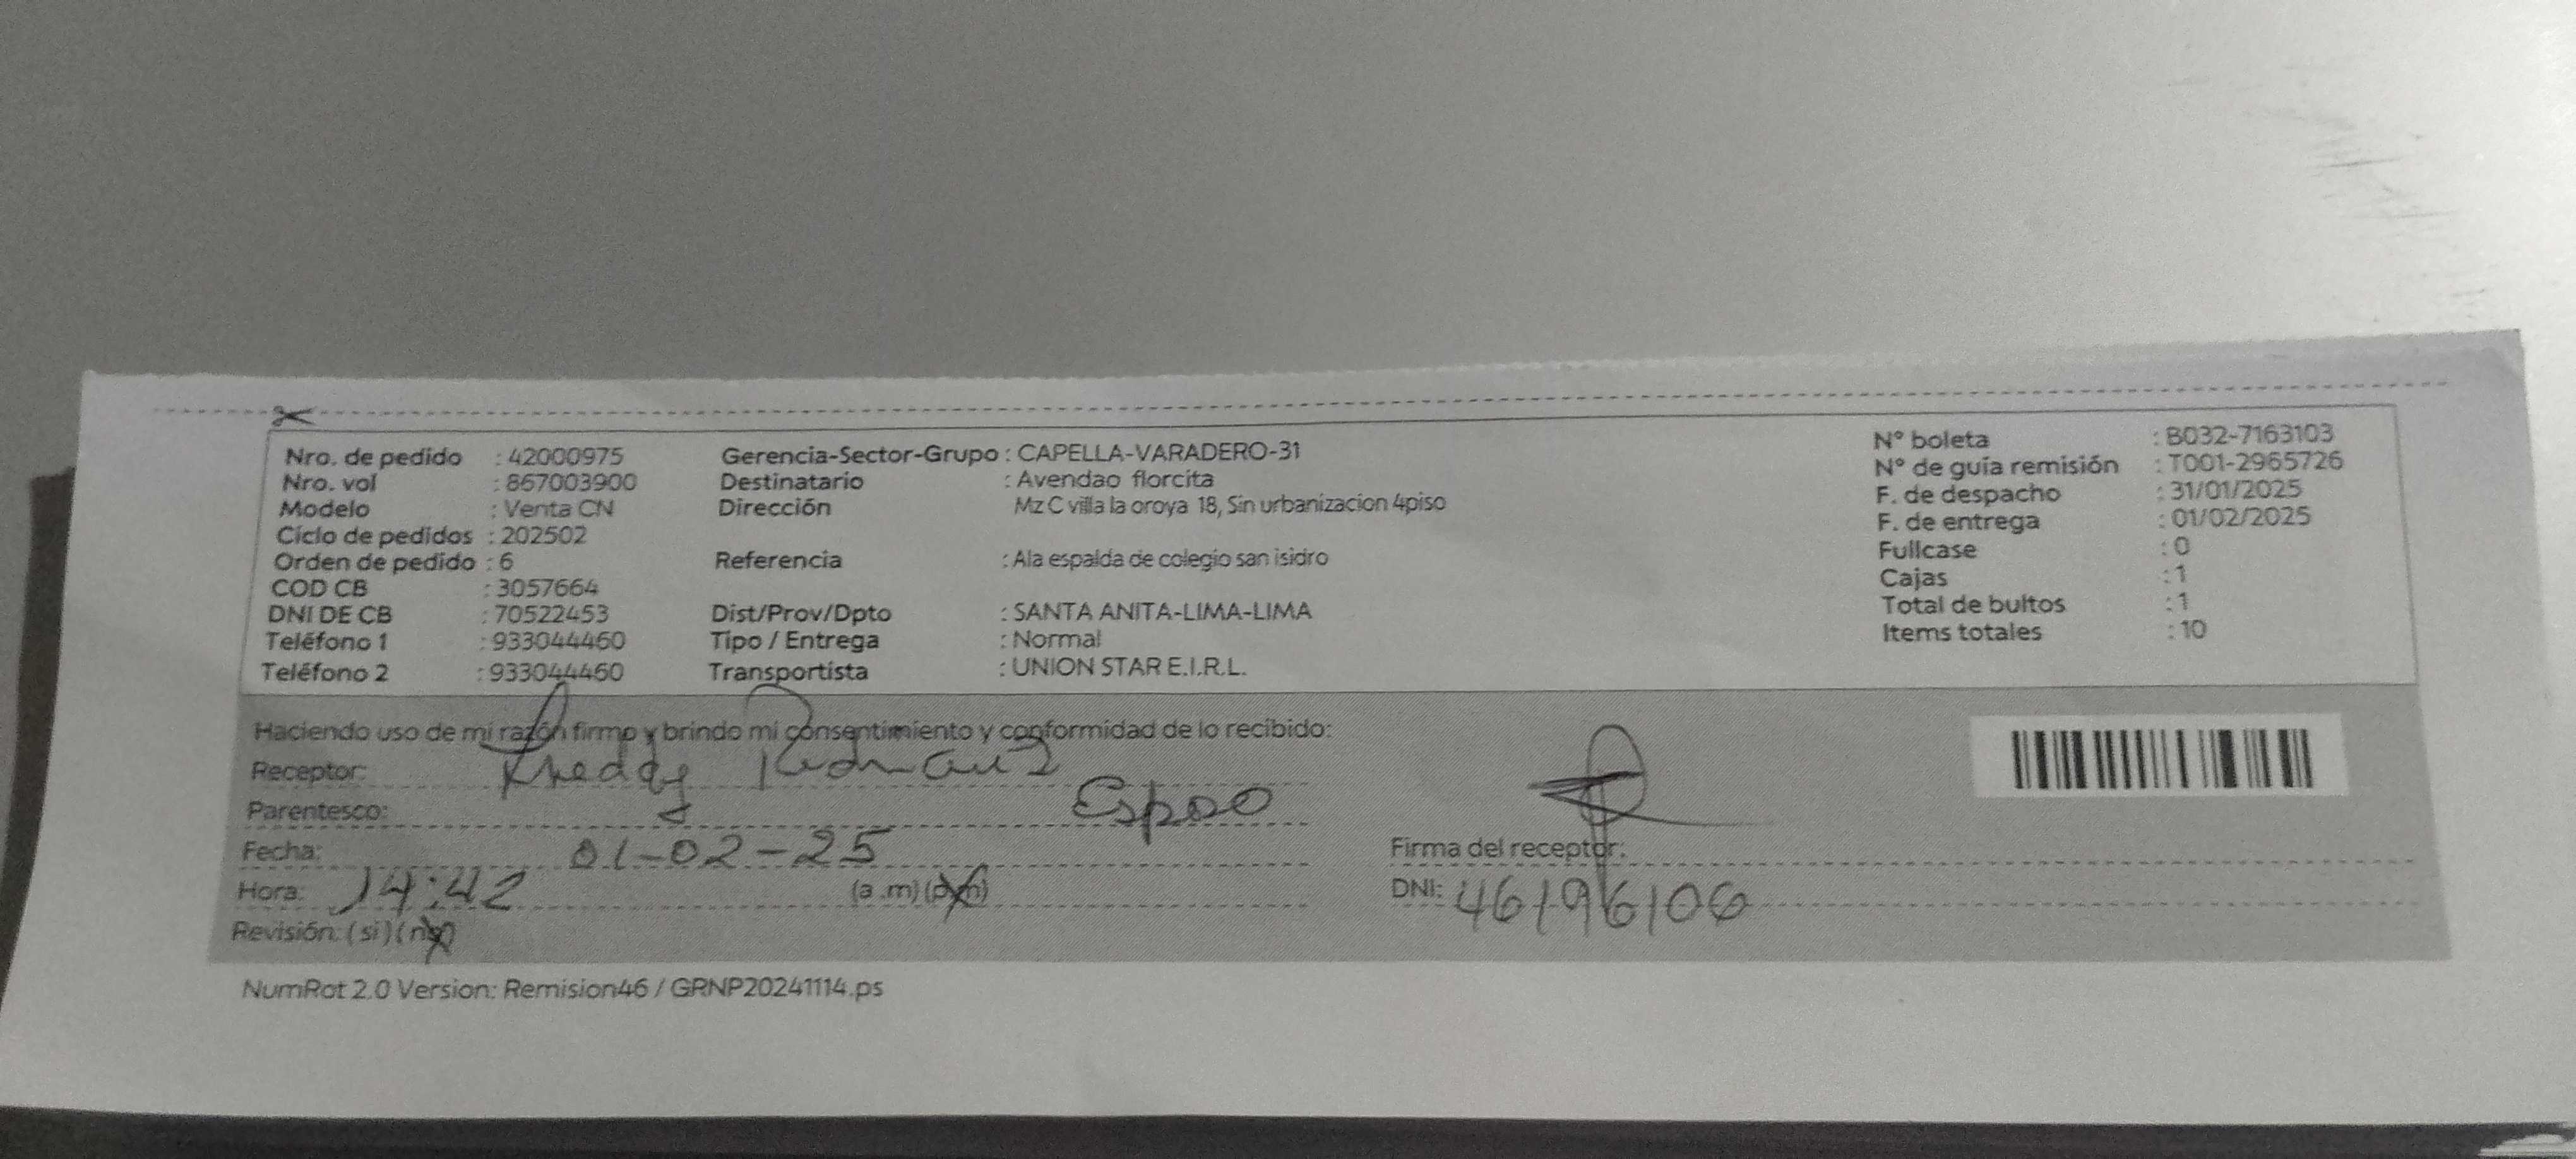 Nro. de pedido : 42000975 Gerencia-Sector-Grupo : CAPELLA-VARADERO-31 N° boleta : B032-7163103
Nro. vol : 867003900 Destinatario : Avendao florcita N° de guía remisión : T001-2965726
Modelo : Venta CN Dirección Mz C villa la oroya 18, Sin urbanizacion 4piso F. de despacho : 31/01/2025
Ciclo de pedidos : 202502 F. de entrega : 01/02/2025
Orden de pedido : 6 Referencia : Ala espalda de colegio san isidro Fullcase : 0
COD CB : 3057664 Cajas : 1
DNI DE CB : 70522453 Dist/Prov/Dpto : SANTA ANITA-LIMA-LIMA Total de bultos : 1
Teléfono 1 : 933044460 Tipo / Entrega : Normal Items totales : 10
Teléfono 2 : 933044460 Transportista : UNION STAR E.I.R.L.
Haciendo uso de mi razón firmo y brindo mi consentimiento y conformidad de lo recibido:
Receptor: Freddy
Parentesco: Esposo
Fecha: 01-02-25 Firma del receptor:
Hora: 14:42 (a .m) (p.m) DNI: 46196106
Revisión: ( si ) ( no )
NumRot 2.0 Version: Remision46 / GRNP20241114.ps